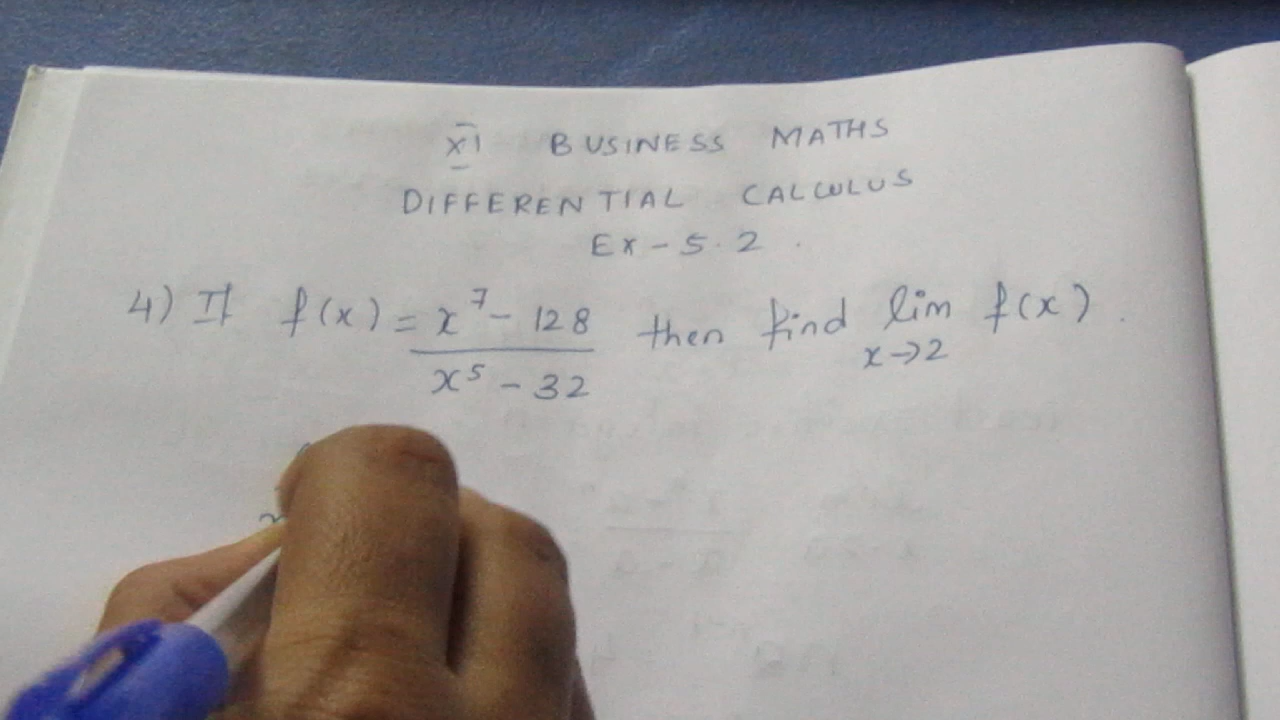 XI BUSINESS MATHS
DIFFERENTIAL CALCULUS
EX - 5.2.
4) If f(x) = x⁷ - 128 / x⁵ - 32 then find lim x→2 f(x).